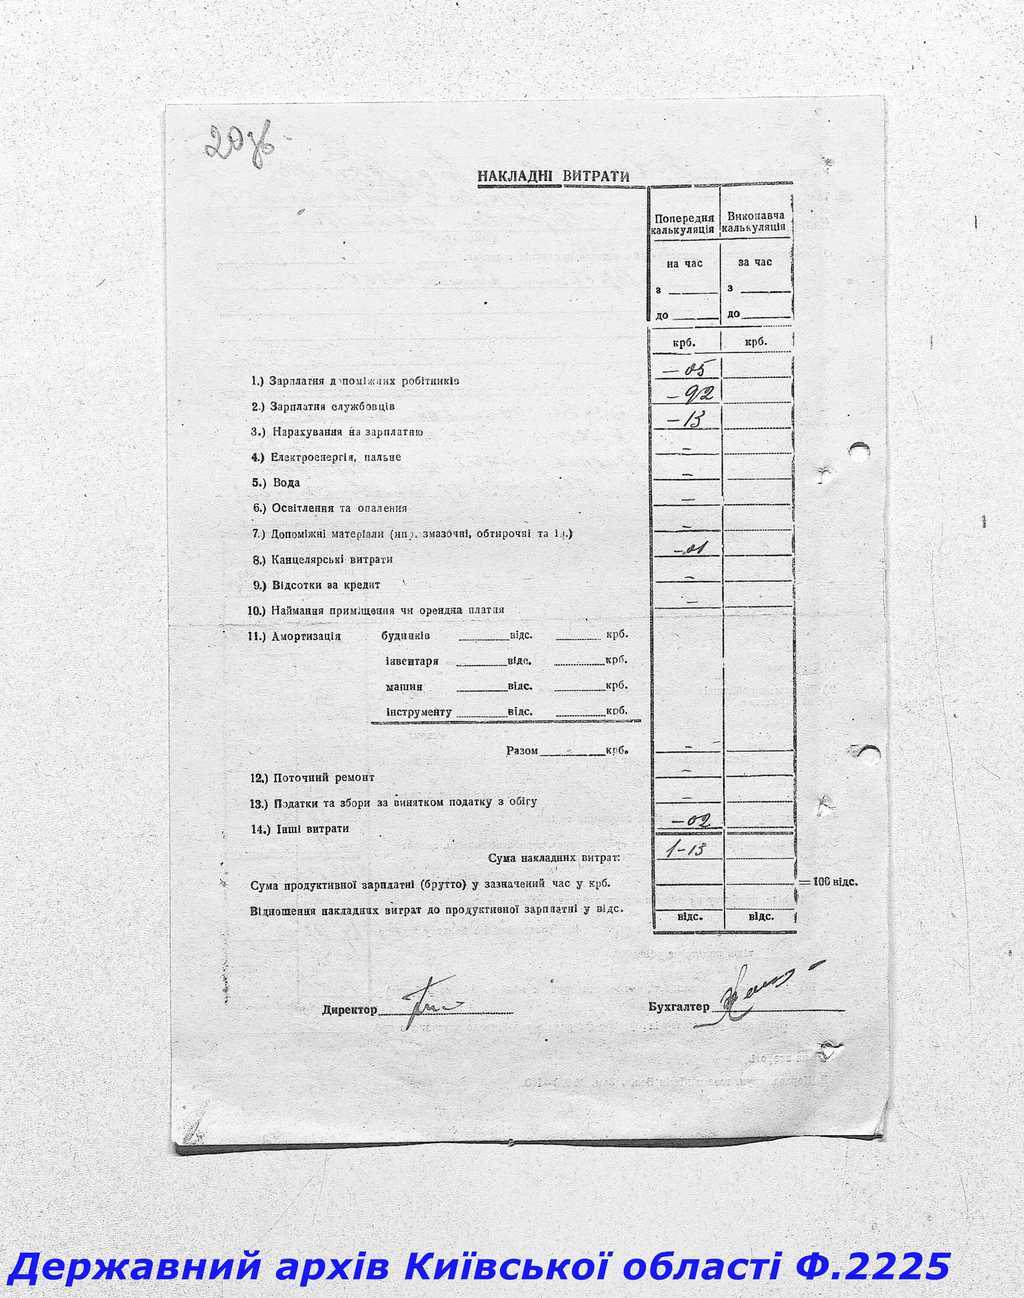 20зв
НАКЛАДНІ ВИТРАТИ
Попередня калькуляція Виконавча калькуляція
на час за час
з з
до до
крб. крб.
1.) Зарплатня допоміжних робітників — 05
2.) Зарплатня службовців — 92
3.) Нарахування на зарплатню — 13
4.) Електроенергія, пальне –
5.) Вода –
6.) Освітлення та опалення –
7.) Допоміжні матеріали (нпр. змазочні, обтирочні та ін.) –
8.) Канцелярські витрати — 01
9.) Відсотки за кредит –
10.) Наймання приміщення чи орендна платня –
11.) Амортизація будинків відс. крб.
інвентаря відс. крб.
машин відс. крб.
інструменту відс. крб.
Разом крб. –
12.) Поточний ремонт –
13.) Податки та збори за винятком податку з обігу –
14.) Інші витрати — 02
Сума накладних витрат: 1–13
Сума продуктивної зарплатні (брутто) у зазначений час у крб. = 100 відс.
Відношення накладних витрат до продуктивної зарплатні у відс. відс. відс.
Директор Бухгалтер
Державний архів Київської області Ф.2225